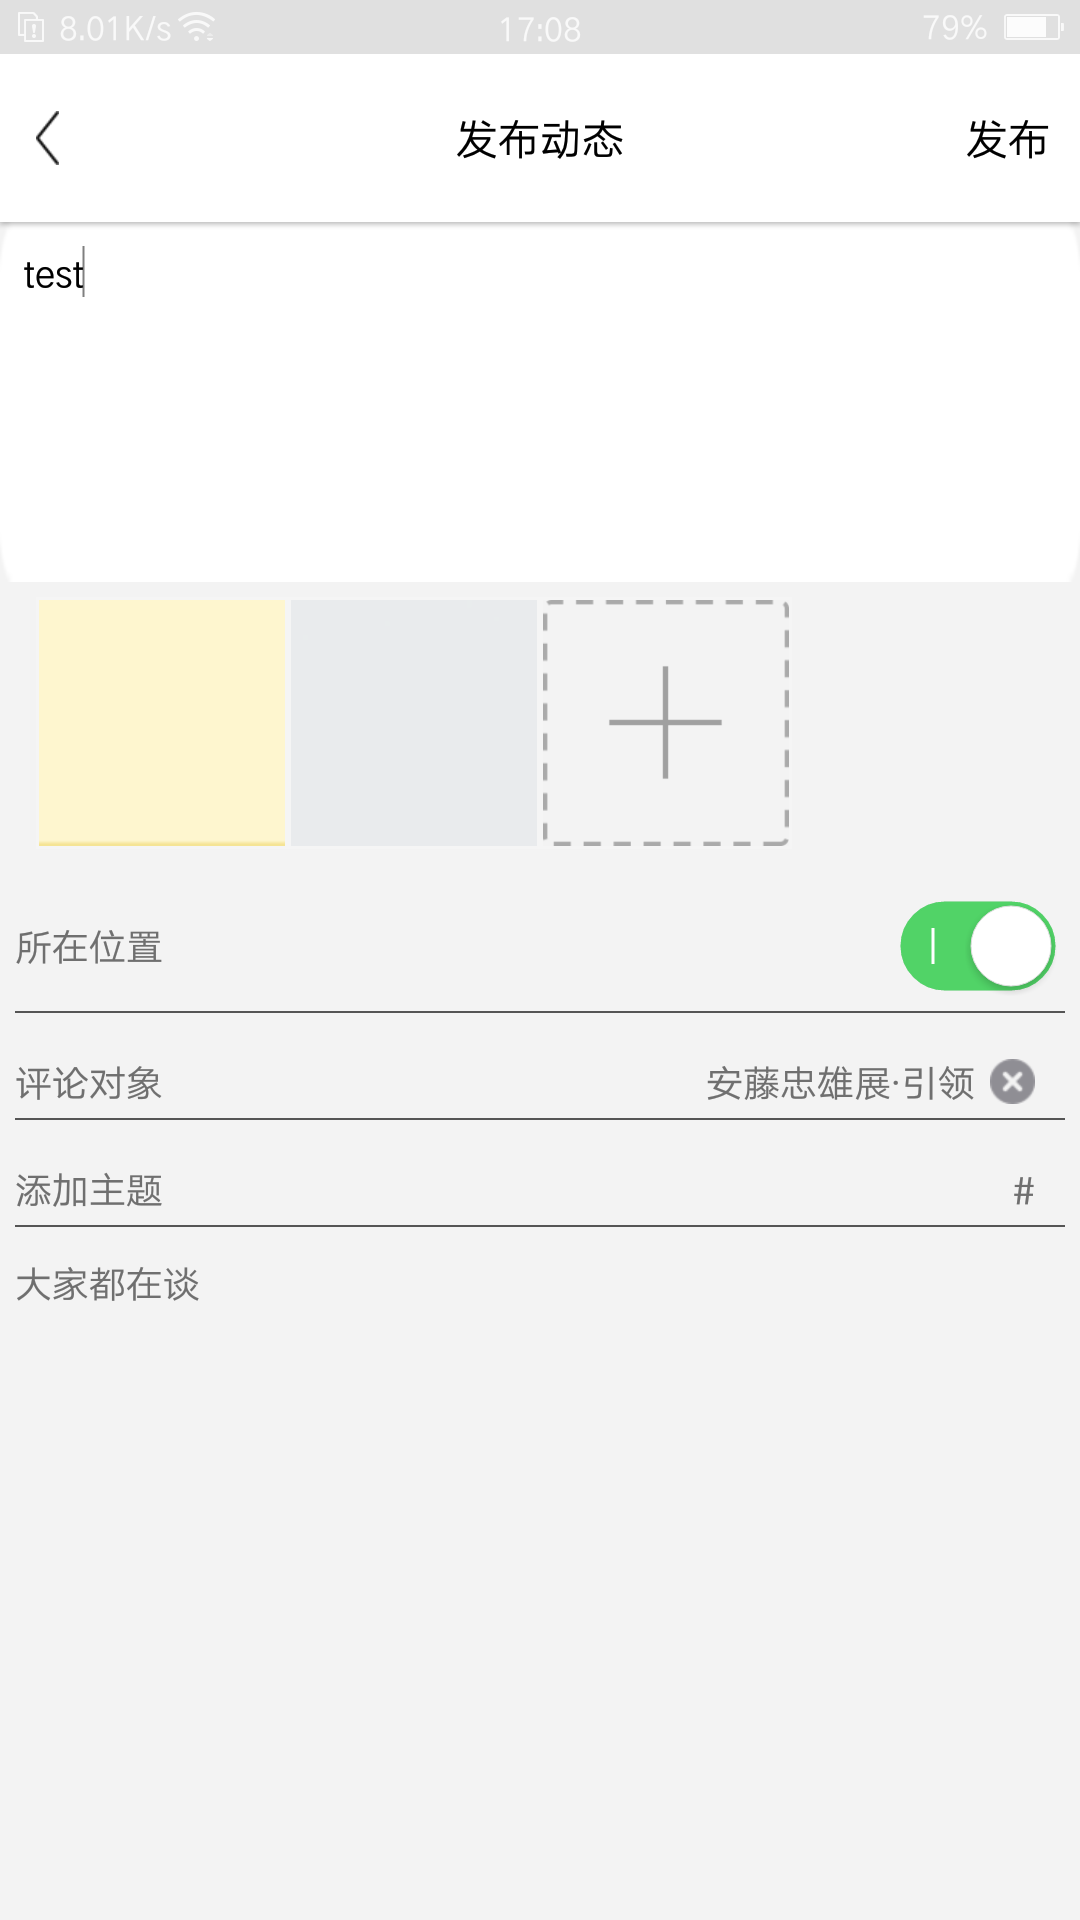 8.01K/s 17:08 79%
发布动态 发布
test
所在位置
评论对象 安藤忠雄展·引领
添加主题 #
大家都在谈